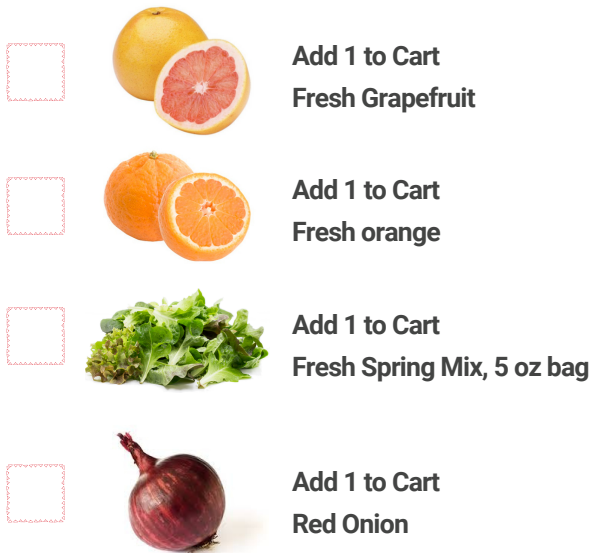 Add 1 to Cart
Fresh Grapefruit
Add 1 to Cart
Fresh orange
Add 1 to Cart
Fresh Spring Mix, 5 oz bag
Add 1 to Cart
Red Onion